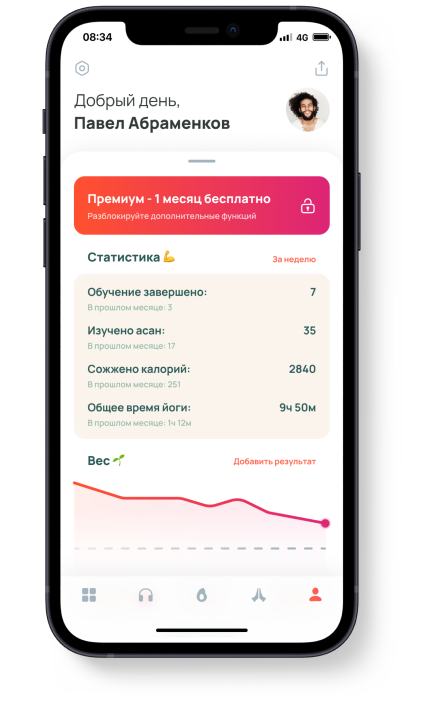 08:34
4G
Добрый день,
Павел Абраменков
Премиум - 1 месяц бесплатно
Разблокируйте дополнительные функций
Статистика 💪
За неделю
Обучение завершено: 7
В прошлом месяце: 3
Изучено асан: 35
В прошлом месяце: 17
Сожжено калорий: 2840
В прошлом месяце: 251
Общее время йоги: 9ч 50м
В прошлом месяце: 1ч 12м
Вес 🌱
Добавить результат